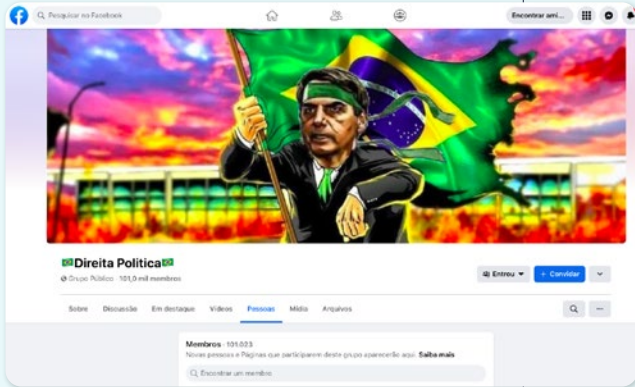 Pesquisar no Facebook
Encontrar ami...
🇧🇷Direita Política🇧🇷
Grupo Público · 101,0 mil membros
Entrou
+ Convidar
Sobre Discussão Em destaque Vídeos Pessoas Mídia Arquivos
Membros · 101.023
Novas pessoas e Páginas que participarem deste grupo aparecerão aqui. Saiba mais
Encontrar um membro